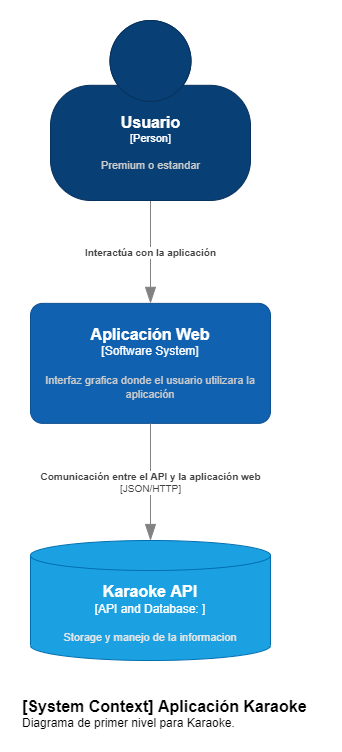 Usuario
[Person]
Premium o estandar
Interactúa con la aplicación
Aplicación Web
[Software System]
Interfaz grafica donde el usuario utilizara la
aplicación
Comunicación entre el API y la aplicación web
[JSON/HTTP]
Karaoke API
[API and Database: ]
Storage y manejo de la informacion
[System Context] Aplicación Karaoke
Diagrama de primer nivel para Karaoke.